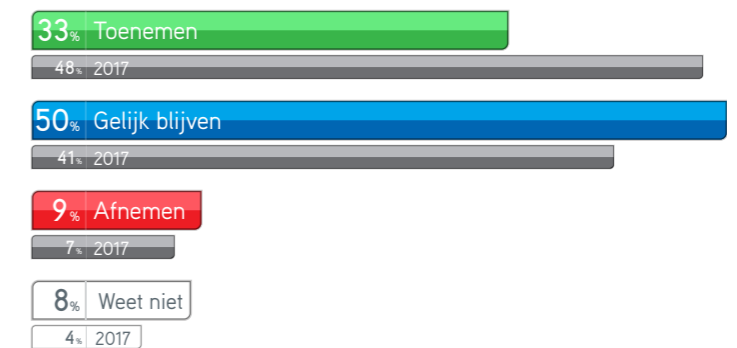 33% Toenemen
48% 2017
50% Gelijk blijven
41% 2017
9% Afnemen
7% 2017
8% Weet niet
4% 2017